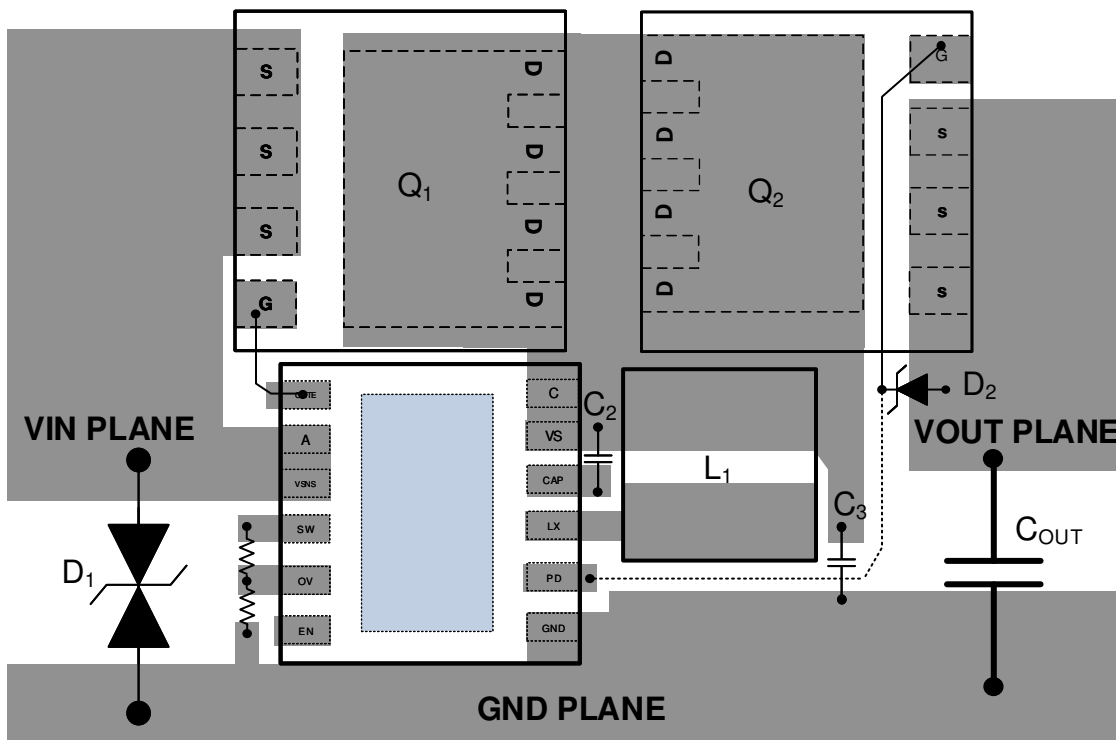 S
S
S
G
Q1
D
D
D
D
D
D
D
D
Q2
G
s
s
s
A
VSNS
SW
OV
EN
C
VS
CAP
LX
PD
GND
C2
L1
C3
D2
VIN PLANE
VOUT PLANE
D1
COUT
GND PLANE